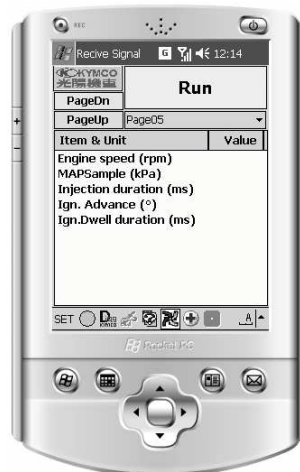 REC
Recive Signal G 12:14
KYMCO
光陽機車
Run
PageDn
PageUp Page05
Item & Unit Value
Engine speed (rpm)
MAPSample (kPa)
Injection duration (ms)
Ign. Advance (°)
Ign.Dwell duration (ms)
SET
A
Pocket PC